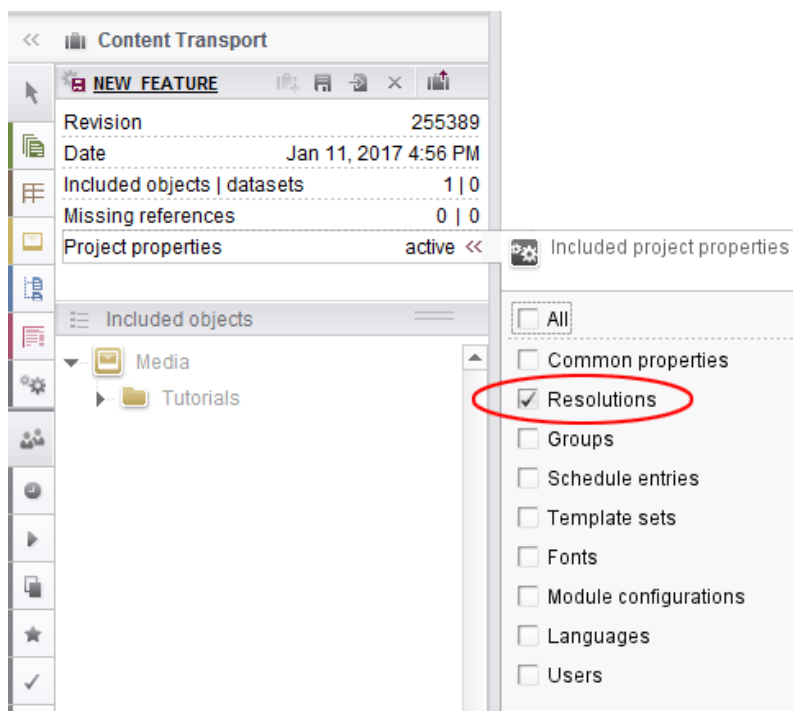 Content Transport
NEW_FEATURE
Revision 255389
Date Jan 11, 2017 4:56 PM
Included objects | datasets 1 | 0
Missing references 0 | 0
Project properties active
Included objects
Media
Tutorials
Included project properties
All
Common properties
Resolutions
Groups
Schedule entries
Template sets
Fonts
Module configurations
Languages
Users